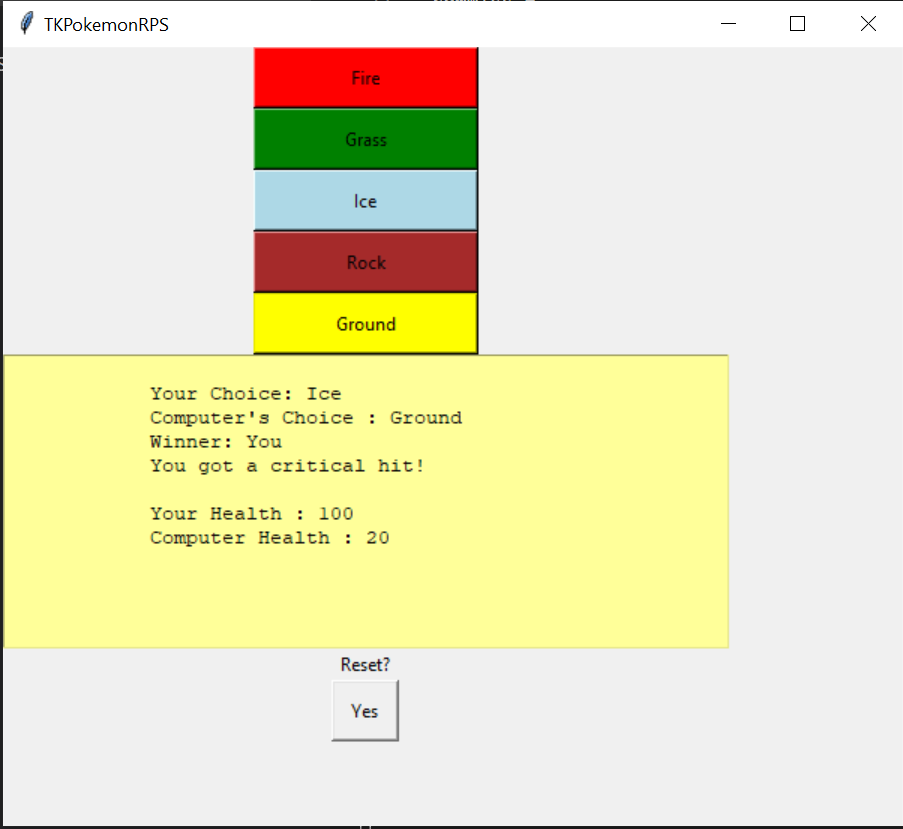 TKPokemonRPS
Fire
Grass
Ice
Rock
Ground
Your Choice: Ice
Computer's Choice : Ground
Winner: You
You got a critical hit!
Your Health : 100
Computer Health : 20
Reset?
Yes